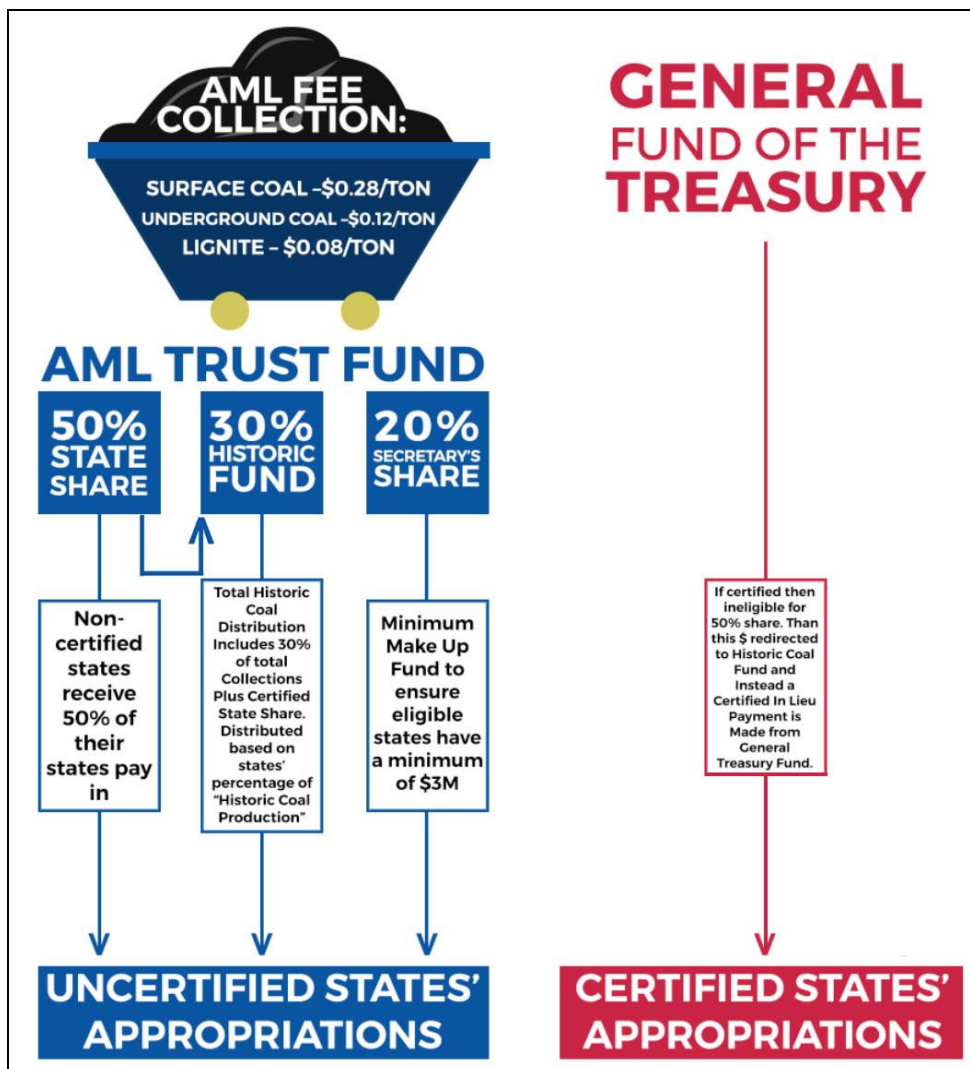 AML FEE
COLLECTION:
SURFACE COAL –$0.28/TON
UNDERGROUND COAL –$0.12/TON
LIGNITE – $0.08/TON
AML TRUST FUND
50%
STATE
SHARE
30%
HISTORIC
FUND
20%
SECRETARY'S
SHARE
Non-
certified
states
receive
50% of
their
states pay
in
Total Historic
Coal
Distribution
Includes 30%
of total
Collections
Plus Certified
State Share.
Distributed
based on
states'
percentage of
"Historic Coal
Production"
Minimum
Make Up
Fund to
ensure
eligible
states have
a minimum
of $3M
UNCERTIFIED STATES'
APPROPRIATIONS
GENERAL
FUND OF THE
TREASURY
If certified then
ineligible for
50% share. Than
this $ redirected
to Historic Coal
Fund and
Instead a
Certified In Lieu
Payment is
Made from
General
Treasury Fund.
CERTIFIED STATES'
APPROPRIATIONS